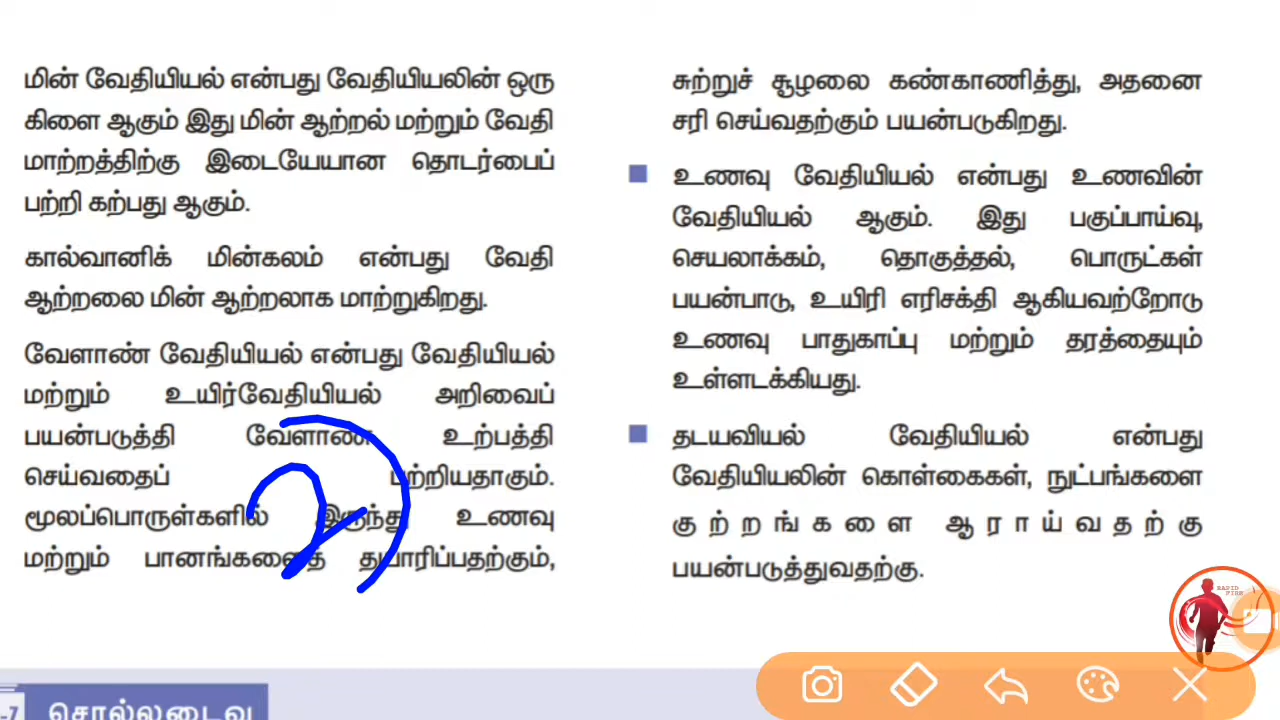 மின் வேதியியல் என்பது வேதியியலின் ஒரு
கிளை ஆகும் இது மின் ஆற்றல் மற்றும் வேதி
மாற்றத்திற்கு இடையேயான தொடர்பைப்
பற்றி கற்பது ஆகும்.
கால்வானிக் மின்கலம் என்பது வேதி
ஆற்றலை மின் ஆற்றலாக மாற்றுகிறது.
வேளாண் வேதியியல் என்பது வேதியியல்
மற்றும் உயிர்வேதியியல் அறிவைப்
பயன்படுத்தி வேளாண் உற்பத்தி
செய்வதைப் பற்றியதாகும்.
மூலப்பொருள்களில் இருந்து உணவு
மற்றும் பானங்களைத் தயாரிப்பதற்கும்,
சுற்றுச் சூழலை கண்காணித்து, அதனை
சரி செய்வதற்கும் பயன்படுகிறது.
உணவு வேதியியல் என்பது உணவின்
வேதியியல் ஆகும். இது பகுப்பாய்வு,
செயலாக்கம், தொகுத்தல், பொருட்கள்
பயன்பாடு, உயிரி எரிசக்தி ஆகியவற்றோடு
உணவு பாதுகாப்பு மற்றும் தரத்தையும்
உள்ளடக்கியது.
தடயவியல் வேதியியல் என்பது
வேதியியலின் கொள்கைகள், நுட்பங்களை
குற்றங்களை ஆராய்வதற்கு
பயன்படுத்துவதற்கு.
2)
-7 சொல்லடைவு
RAPID
FIRE